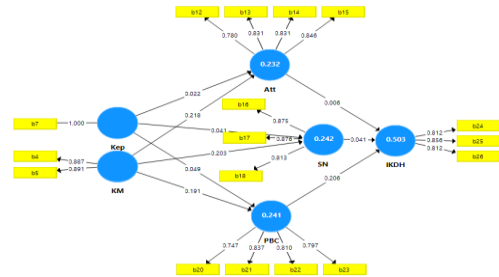 b12 b13 b14 b15
0.780 0.831 0.831 0.846
0.232
Att
b16
0.022 0.006
0.218
0.875
b7 1.000
b17
0.041 0.876
0.242 0.041 0.503
0.812 b24
0.856 b25
0.812 b26
Kep
SN
IKDH
b4 0.887
b5 0.891
0.203
0.813
0.049
KM
b18
0.191
0.206
0.241
PBC
0.747 0.837 0.810 0.797
b20 b21 b22 b23